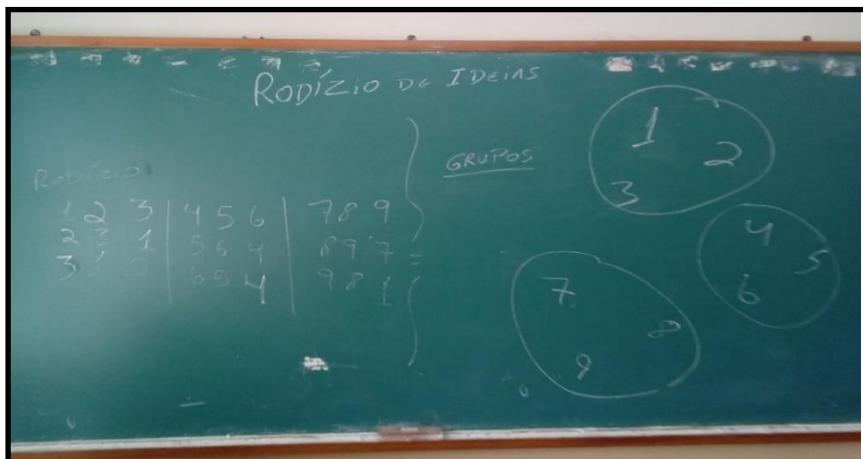 RODÍZIO DE IDEIAS
RODÍZIO
1 2 3 | 4 5 6 | 7 8 9
2 3 1 | 5 6 4 | 8 9 7 =
3 | 6 5 4 | 9 8
GRUPOS
1
2
3
4
5
6
7
8
9